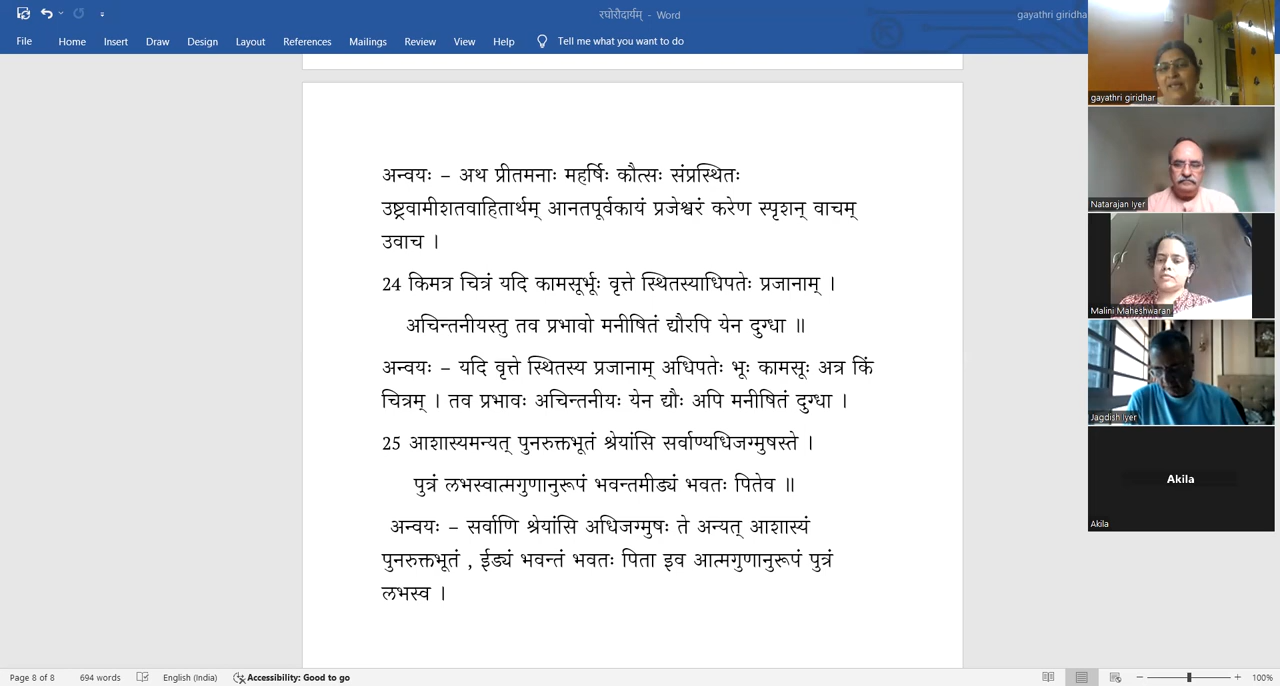 रघोरौदार्यम् - Word
gayathri giridha
File Home Insert Draw Design Layout References Mailings Review View Help Tell me what you want to do
अन्वयः – अथ प्रीतमनाः महर्षिः कौत्सः संप्रस्थितः
उष्ट्रवामीशतवाहितार्थम् आनतपूर्वकायं प्रजेश्वरं करेण स्पृशन् वाचम्
उवाच ।
24 किमत्र चित्रं यदि कामसूर्भूः वृत्ते स्थितस्याधिपतेः प्रजानाम् ।
अचिन्तनीयस्तु तव प्रभावो मनीषितं द्यौरपि येन दुग्धा ॥
अन्वयः – यदि वृत्ते स्थितस्य प्रजानाम् अधिपतेः भूः कामसूः अत्र किं
चित्रम् । तव प्रभावः अचिन्तनीयः येन द्यौः अपि मनीषितं दुग्धा ।
25 आशास्यमन्यत् पुनरुक्तभूतं श्रेयांसि सर्वाण्यधिजग्मुषस्ते ।
पुत्रं लभस्वात्मगुणानुरूपं भवन्तमीड्यं भवतः पितेव ॥
अन्वयः – सर्वाणि श्रेयांसि अधिजग्मुषः ते अन्यत् आशास्यं
पुनरुक्तभूतं , ईड्यं भवन्तं भवतः पिता इव आत्मगुणानुरूपं पुत्रं
लभस्व ।
gayathri giridhar
Natarajan Iyer
Malini Maheshwaran
Jagdish Iyer
Akila
Akila
Page 8 of 8 694 words English (India) Accessibility: Good to go 100%